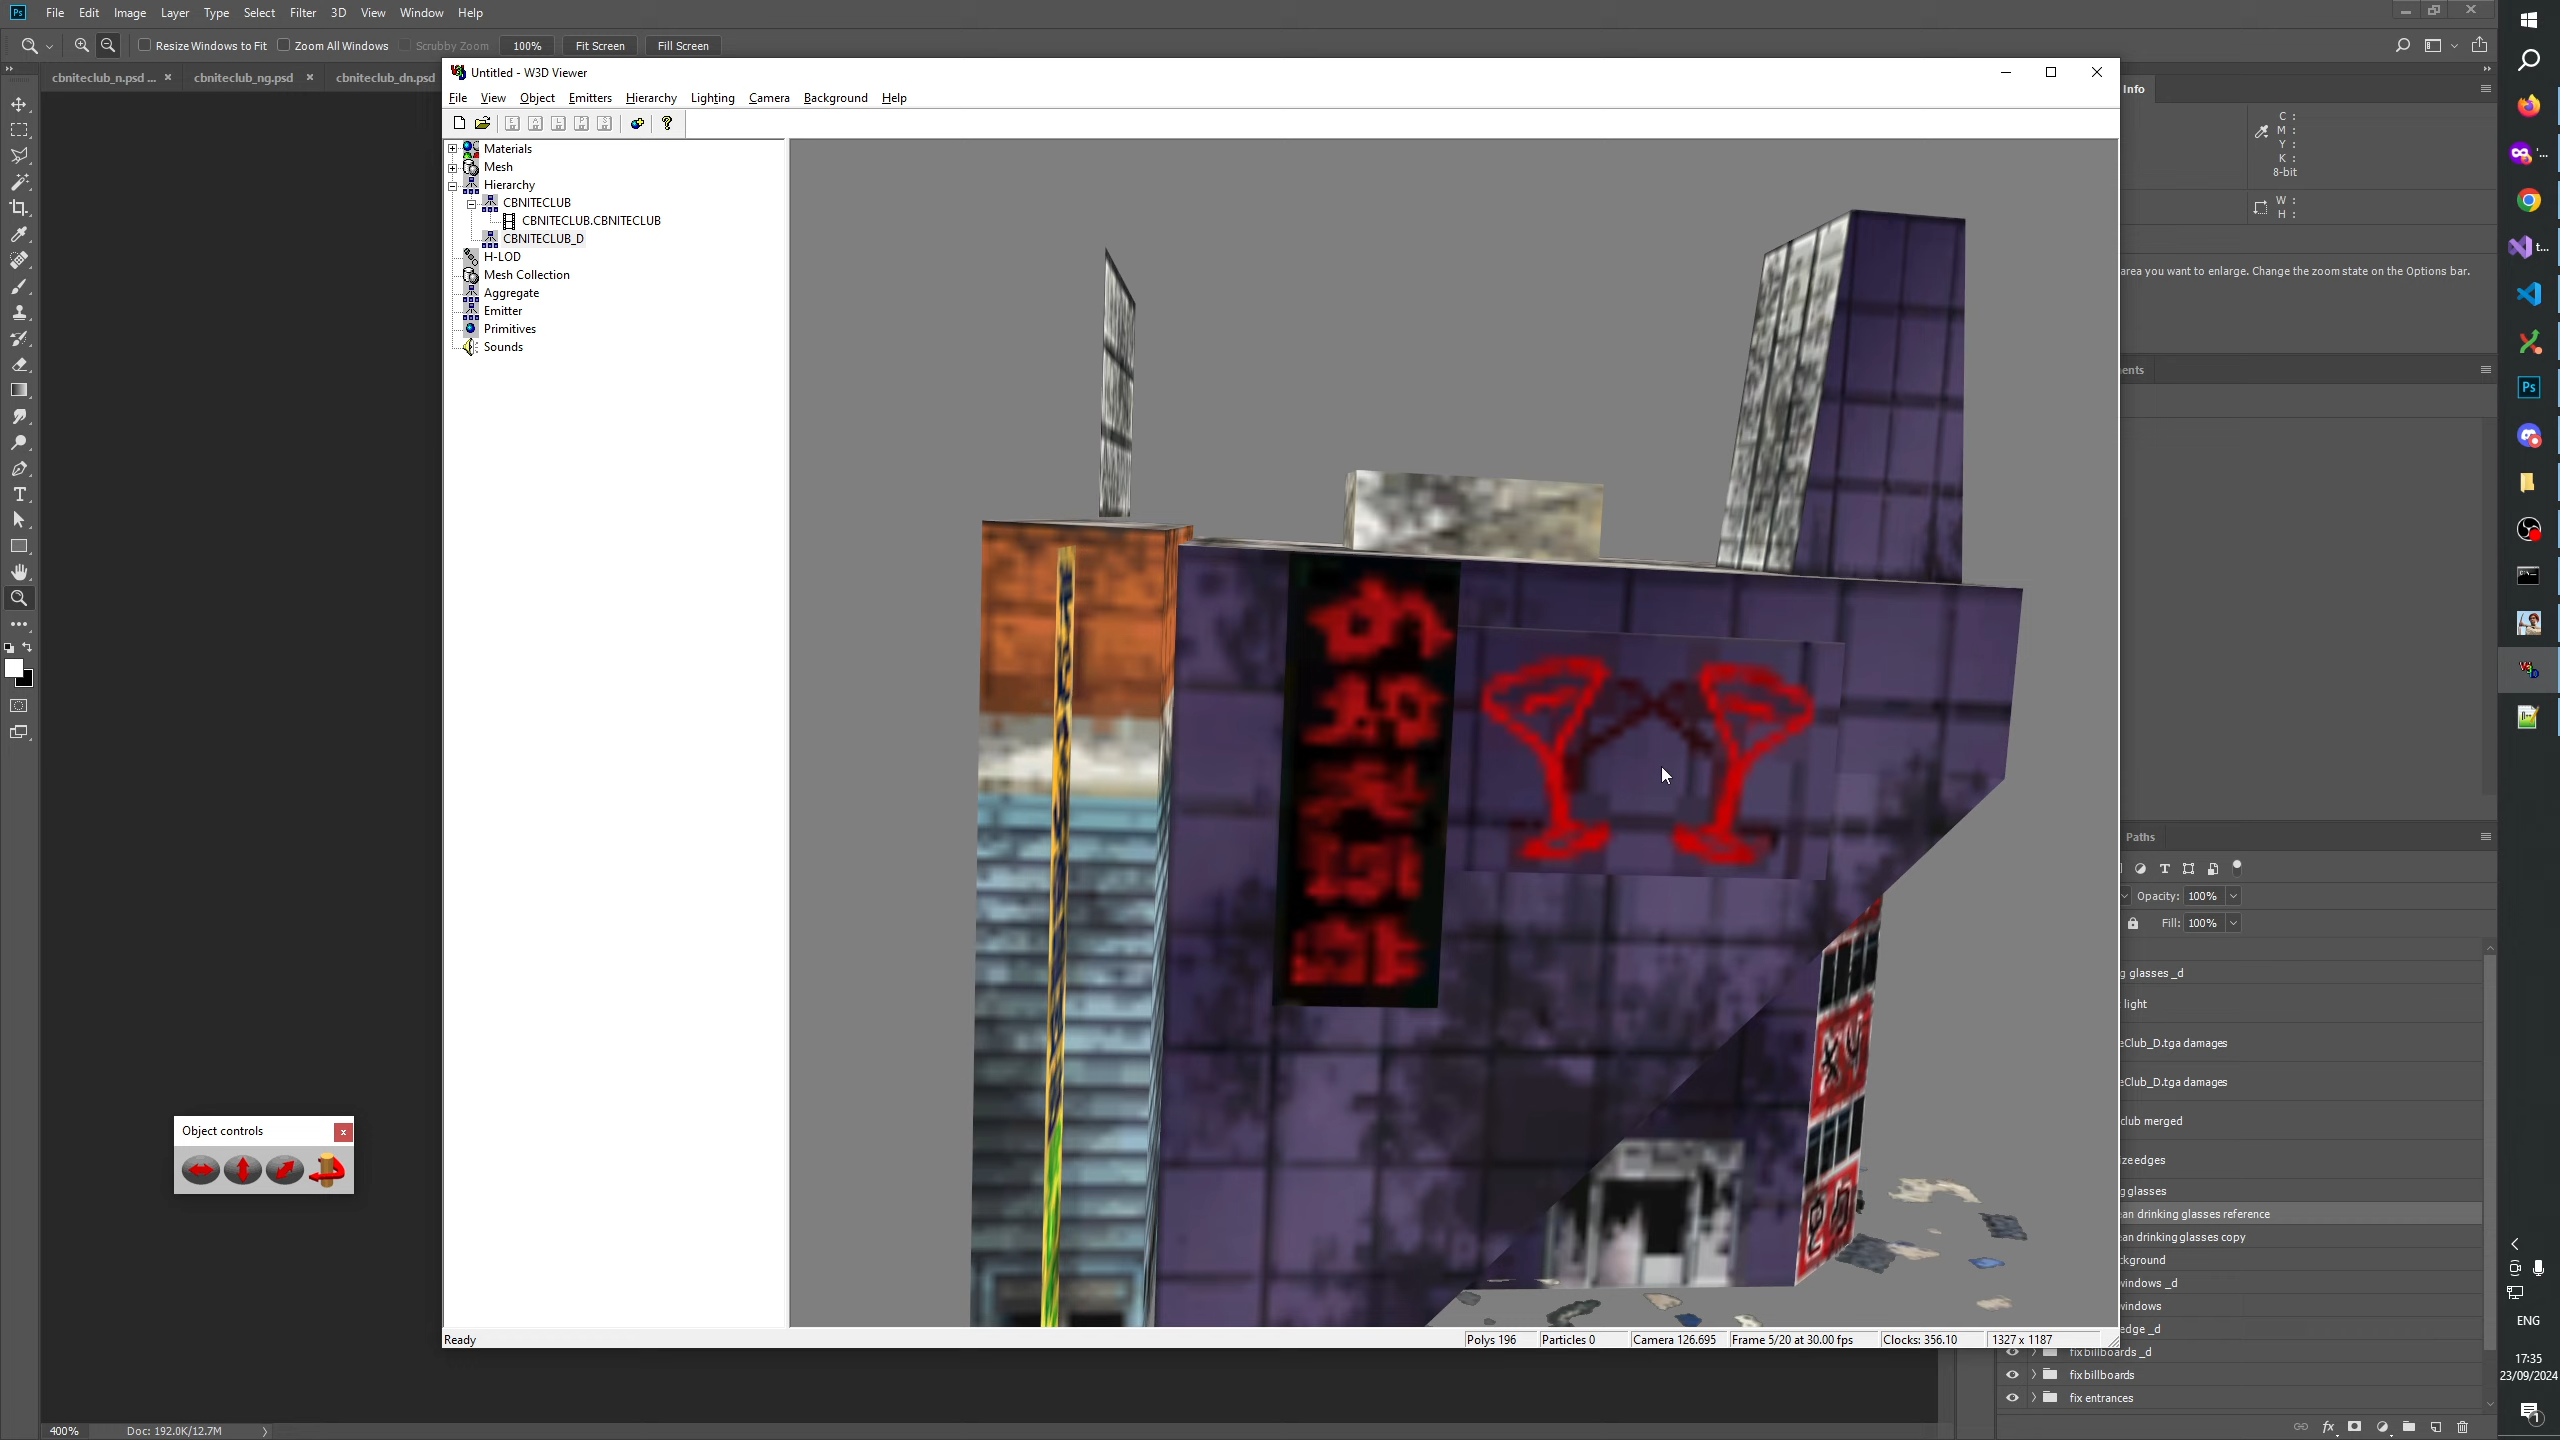 File Edit Image Layer Type Select Filter 3D View Window Help
Resize Windows to Fit Zoom All Windows Scrubby Zoom 100% Fit Screen Fill Screen
cbniteclub_n.psd ... cbniteclub_ng.psd cbniteclub_dn.psd
Untitled - W3D Viewer
File View Object Emitters Hierarchy Lighting Camera Background Help
Materials
Mesh
Hierarchy
CBNITECLUB
CBNITECLUB.CBNITECLUB
CBNITECLUB_D
H-LOD
Mesh Collection
Aggregate
Emitter
Primitives
Sounds
Object controls
Ready
Polys 196 Particles 0 Camera 126.695 Frame 5/20 at 30.00 fps Clocks: 356.10 1327 x 1187
400% Doc: 192.0K/12.7M
Info
C :
M :
Y :
K :
8-bit
W :
H :
area you want to enlarge. Change the zoom state on the Options bar.
ents
Paths
Opacity: 100%
Fill: 100%
g glasses _d
light
eClub_D.tga damages
eClub_D.tga damages
club merged
ze edges
g glasses
an drinking glasses reference
an drinking glasses copy
ckground
windows _d
windows
edge _d
fix billboards _d
fix billboards
fix entrances
ENG
17:35
23/09/2024